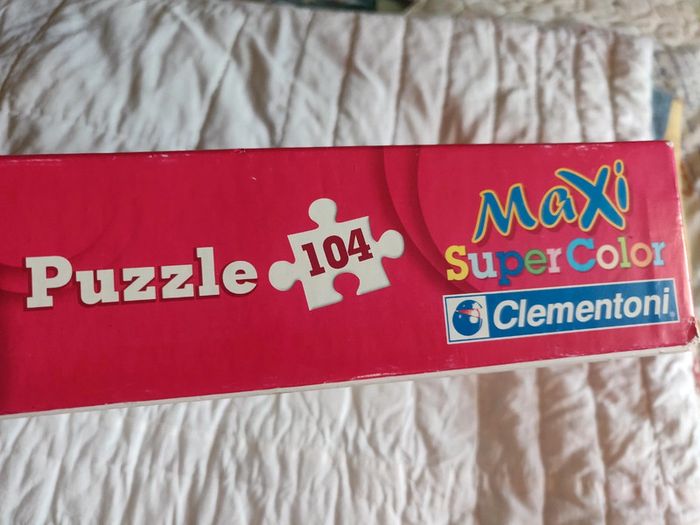 Puzzle 104
Maxi
SuperColor
Clementoni